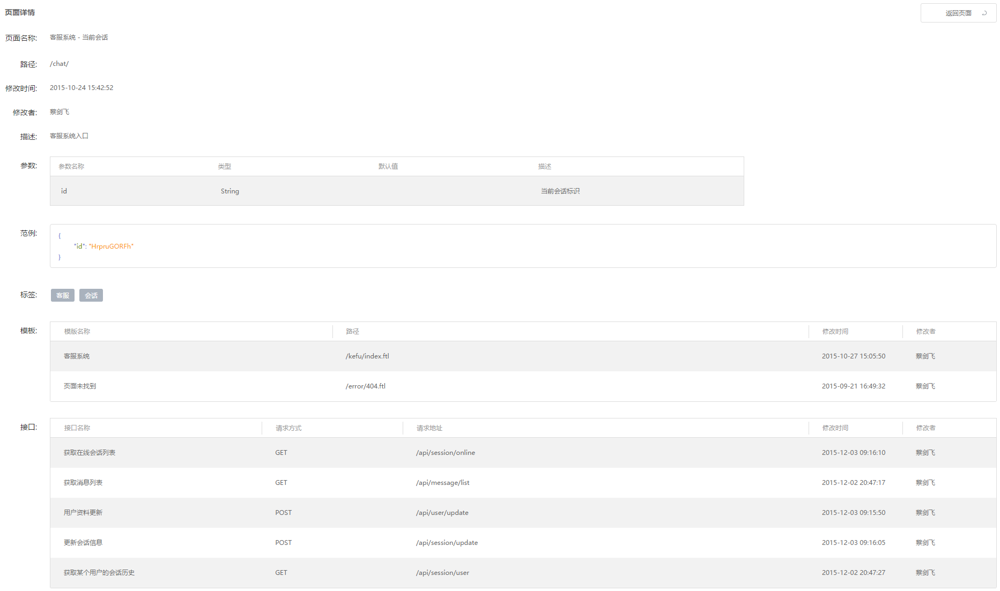 页面详情
返回页面
页面名称: 客服系统 - 当前会话
路径: /chat/
修改时间: 2015-10-24 15:42:52
修改者: 蔡剑飞
描述: 客服系统入口
参数: 参数名称 类型 默认值 描述
id String 当前会话标识
范例: {
"id": "HrpruGORFh"
}
标签: 客服 会话
模板: 模版名称 路径 修改时间 修改者
客服系统 /kefu/index.ftl 2015-10-27 15:05:50 蔡剑飞
页面未找到 /error/404.ftl 2015-09-21 16:49:32 蔡剑飞
接口: 接口名称 请求方式 请求地址 修改时间 修改者
获取在线会话列表 GET /api/session/online 2015-12-03 09:16:10 蔡剑飞
获取消息列表 GET /api/message/list 2015-12-02 20:47:17 蔡剑飞
用户资料更新 POST /api/user/update 2015-12-03 09:15:50 蔡剑飞
更新会话信息 POST /api/session/update 2015-12-03 09:16:05 蔡剑飞
获取某个用户的会话历史 GET /api/session/user 2015-12-02 20:47:27 蔡剑飞